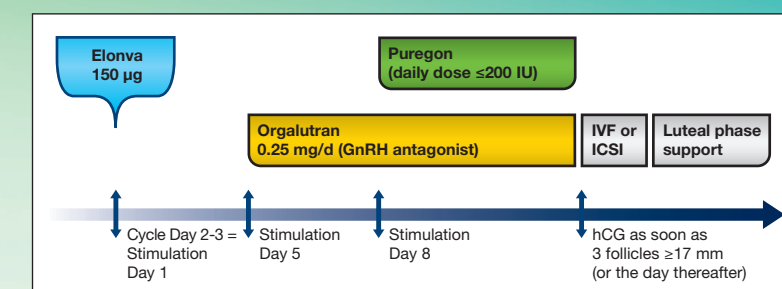 Elonva
150 µg
Puregon
(daily dose ≤200 IU)
Orgalutran
0.25 mg/d (GnRH antagonist)
IVF or
ICSI
Luteal phase
support
Cycle Day 2-3 =
Stimulation
Day 1
Stimulation
Day 5
Stimulation
Day 8
hCG as soon as
3 follicles ≥17 mm
(or the day thereafter)